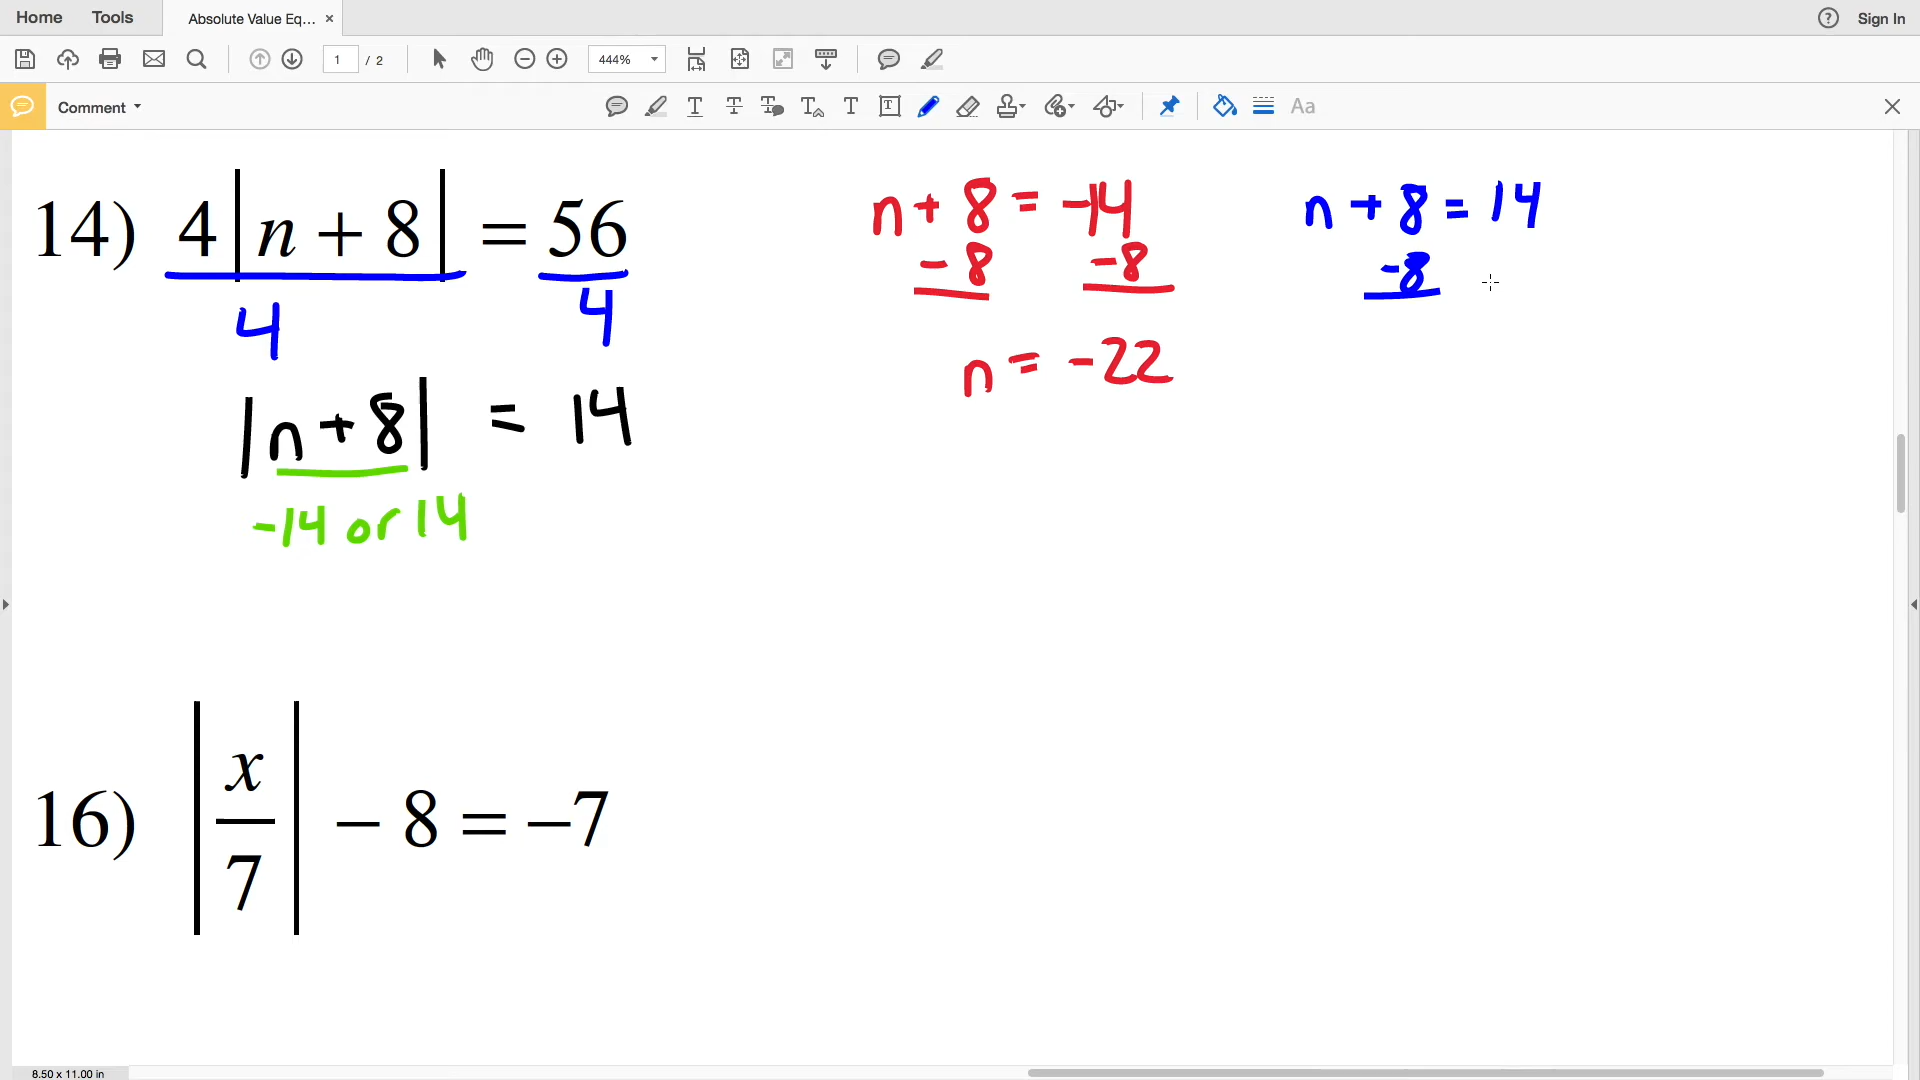 Home Tools Absolute Value Eq... × ? Sign In
1 / 2 444%
Comment Aa
14) 4|n + 8| = 56
4 4
|n + 8| = 14
-14 or 14
n + 8 = -14
- 8 -8
n = -22
n + 8 = 14
-8
16) |x/7| − 8 = −7
8.50 x 11.00 in